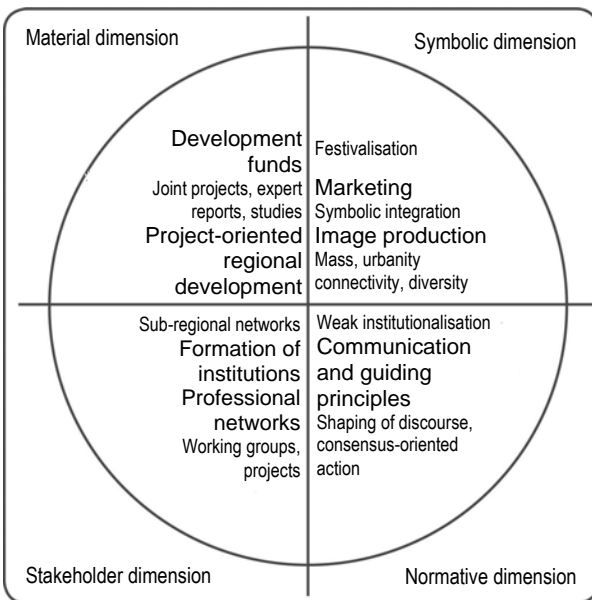 Material dimension
Symbolic dimension
Development
funds
Joint projects, expert
reports, studies
Project-oriented
regional
development
Festivalisation
Marketing
Symbolic integration
Image production
Mass, urbanity
connectivity, diversity
Sub-regional networks
Formation of
institutions
Professional
networks
Working groups,
projects
Weak institutionalisation
Communication
and guiding
principles
Shaping of discourse,
consensus-oriented
action
Stakeholder dimension
Normative dimension